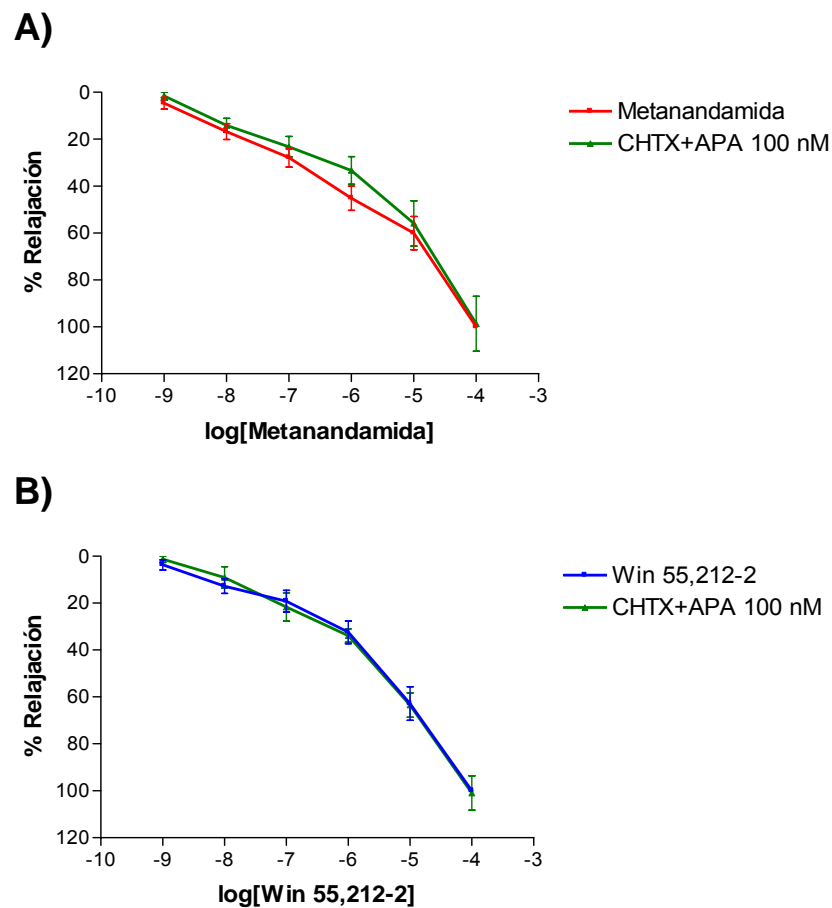 A)
0
20
40
60
80
100
120
% Relajación
-10 -9 -8 -7 -6 -5 -4 -3
log[Metanandamida]
Metanandamida
CHTX+APA 100 nM
B)
0
20
40
60
80
100
120
% Relajación
-10 -9 -8 -7 -6 -5 -4 -3
log[Win 55,212-2]
Win 55,212-2
CHTX+APA 100 nM